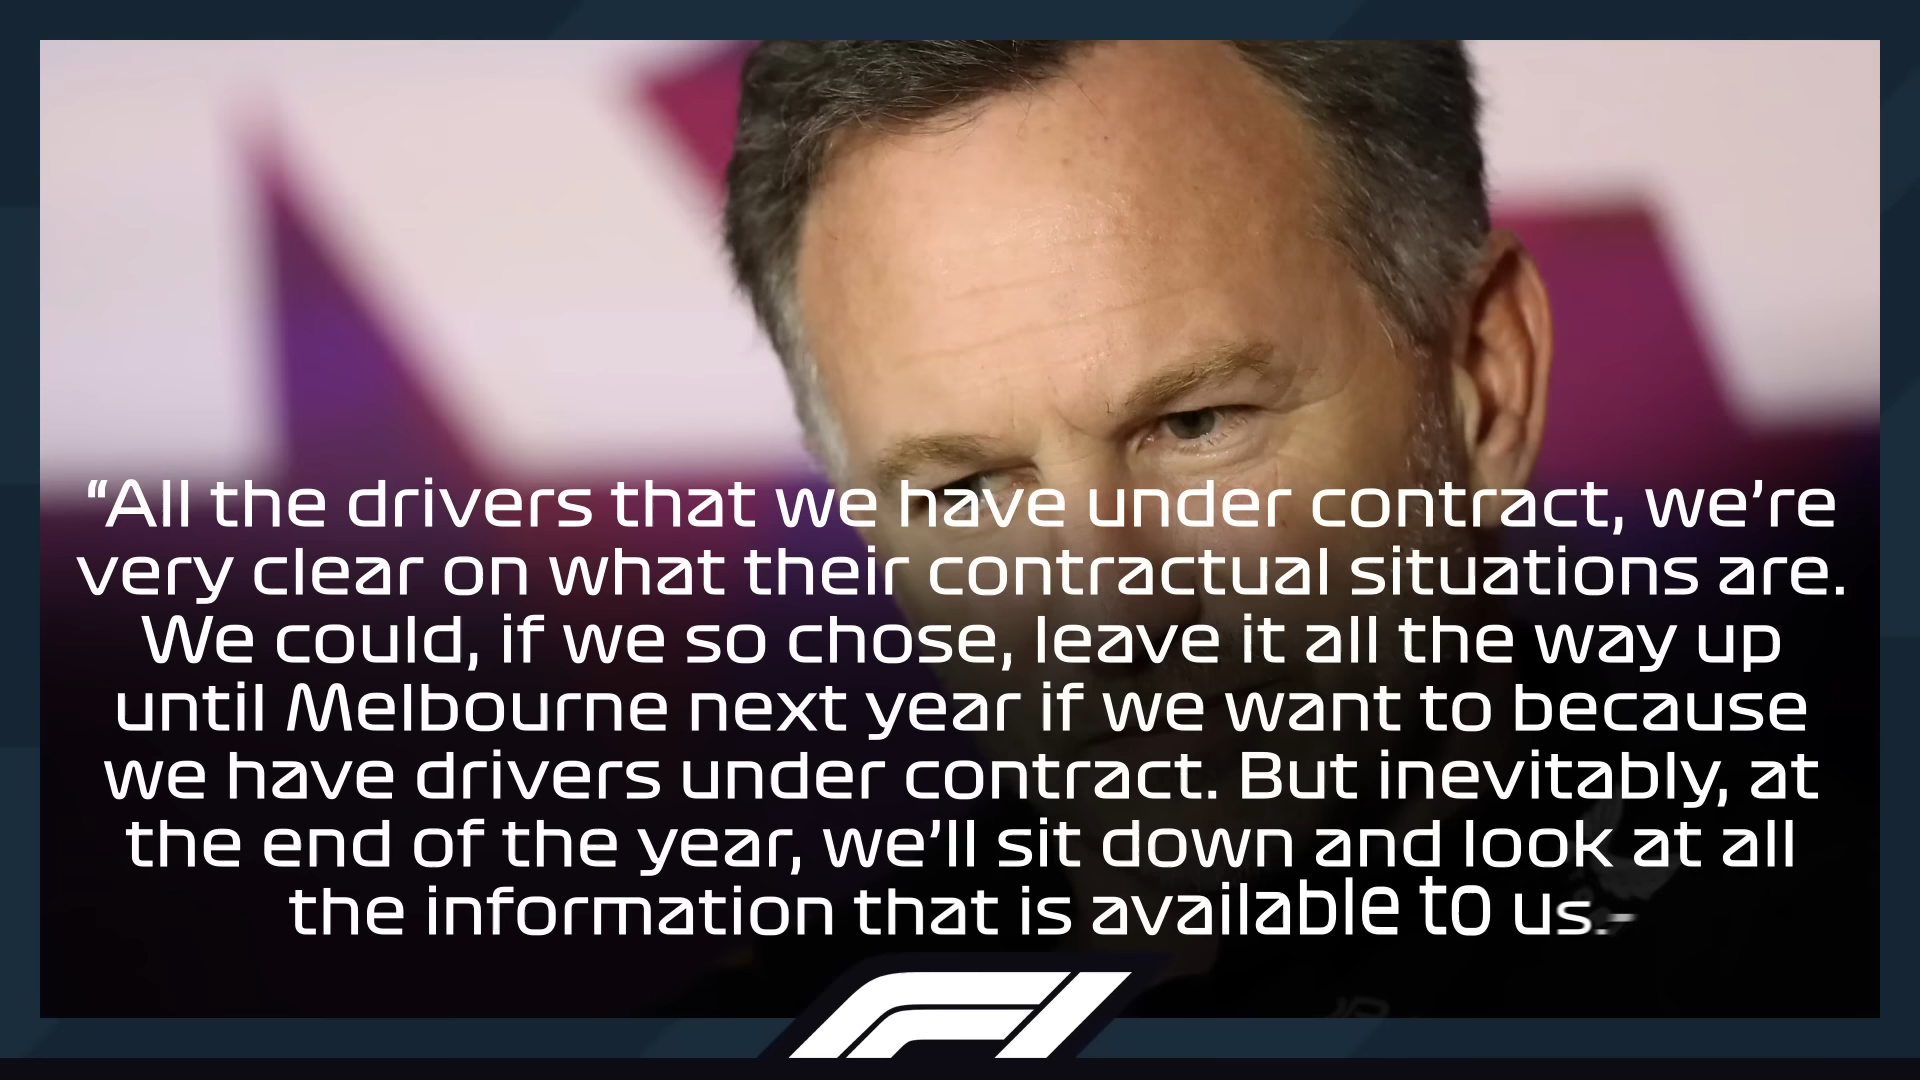 “All the drivers that we have under contract, we’re
very clear on what their contractual situations are.
We could, if we so chose, leave it all the way up
until Melbourne next year if we want to because
we have drivers under contract. But inevitably, at
the end of the year, we’ll sit down and look at all
the information that is available to us.
F1